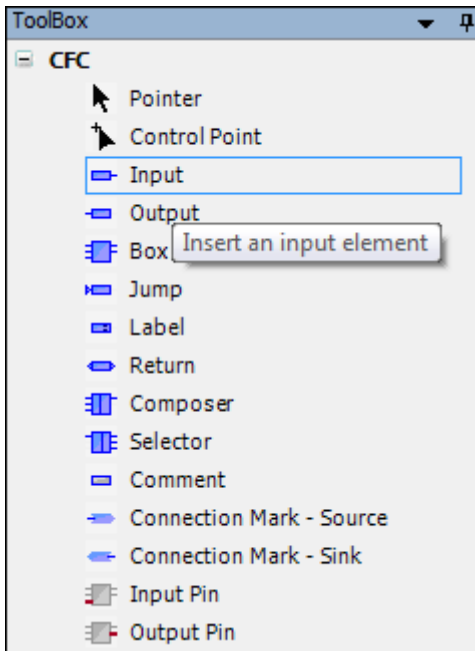 ToolBox
CFC
Pointer
Control Point
Input
Output
Insert an input element
Box
Jump
Label
Return
Composer
Selector
Comment
Connection Mark - Source
Connection Mark - Sink
Input Pin
Output Pin